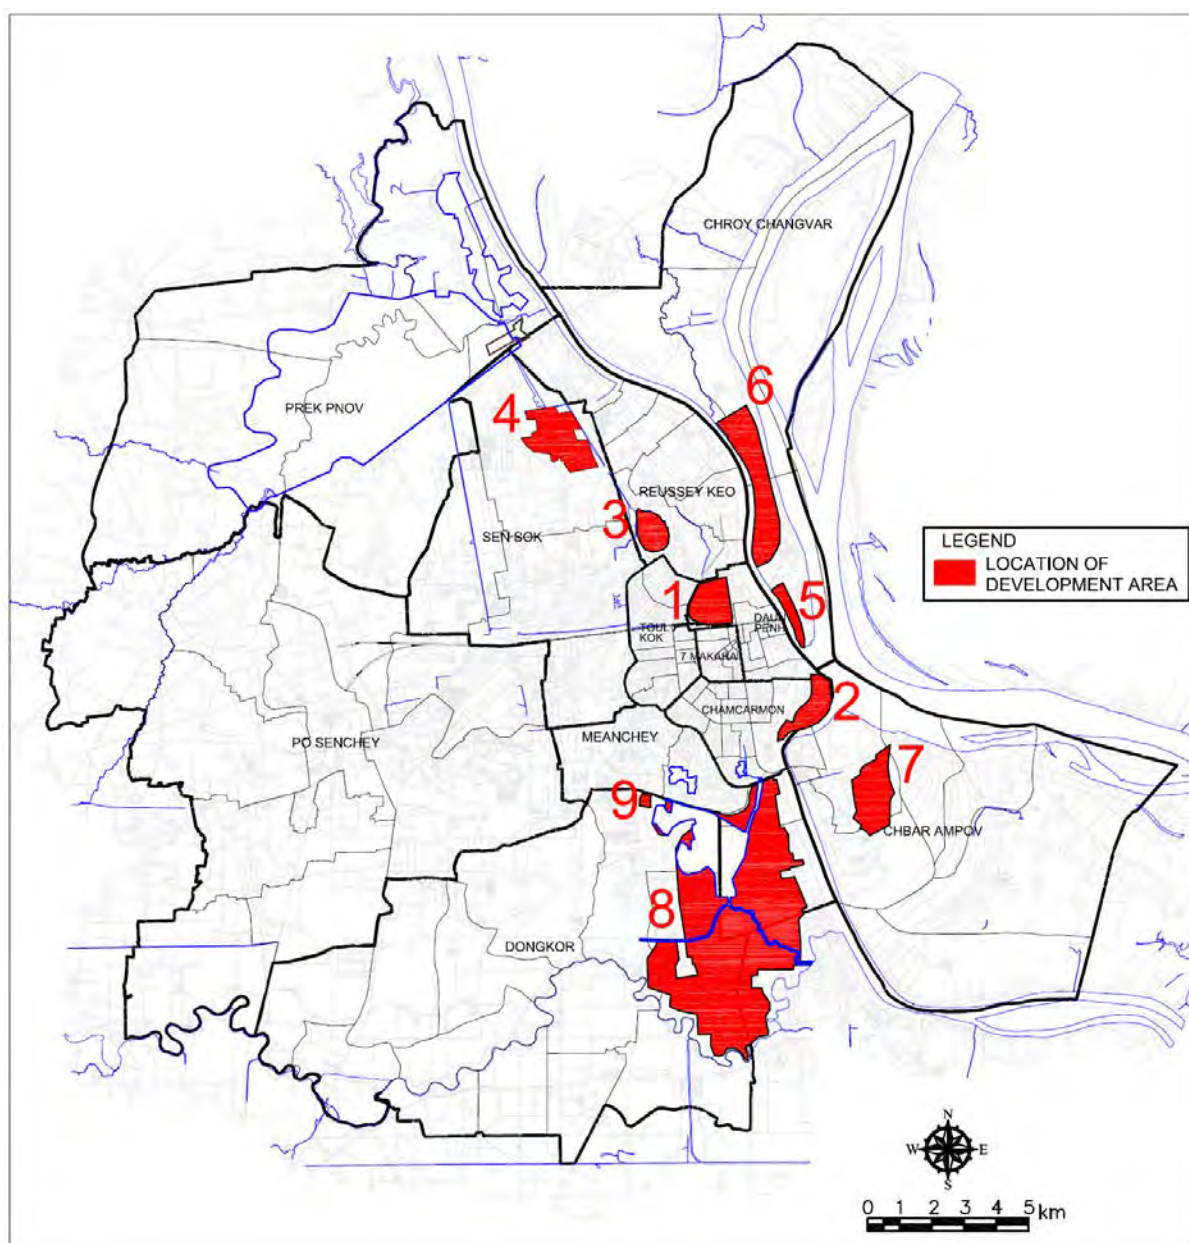 CHROY CHANGVAR
6
PREK PNOV
4
REUSSEY KEO
3
SEN SOK
LEGEND
LOCATION OF
DEVELOPMENT AREA
1
5
TOUL
KOK
DAUN
PENH
7 MAKARA
2
CHAMCARMON
MEANCHEY
PO SENCHEY
7
9
CHBAR AMPOV
8
DONGKOR
N
W
E
S
0 1 2 3 4 5 km